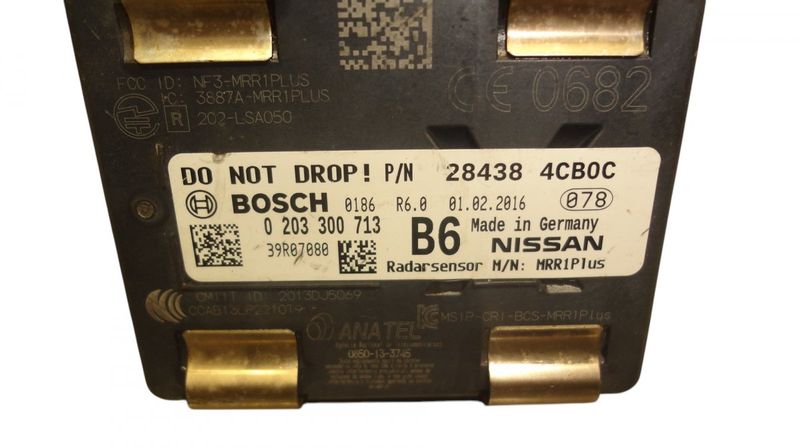 FCC ID: NF3-MRR1PLUS
IC: 3887A-MRR1PLUS
R 202-LSA050
CE 0682
DO NOT DROP! P/N 28438 4CB0C
BOSCH 0186 R6.0 01.02.2016 078
0 203 300 713 B6 Made in Germany
39R07080 NISSAN
Radarsensor M/N: MRR1Plus
CMIIT ID: 2013DJ5069
CCAB13LP2210T9
ANATEL MSIP-CRI-BCS-MRR1Plus
0650-13-3745